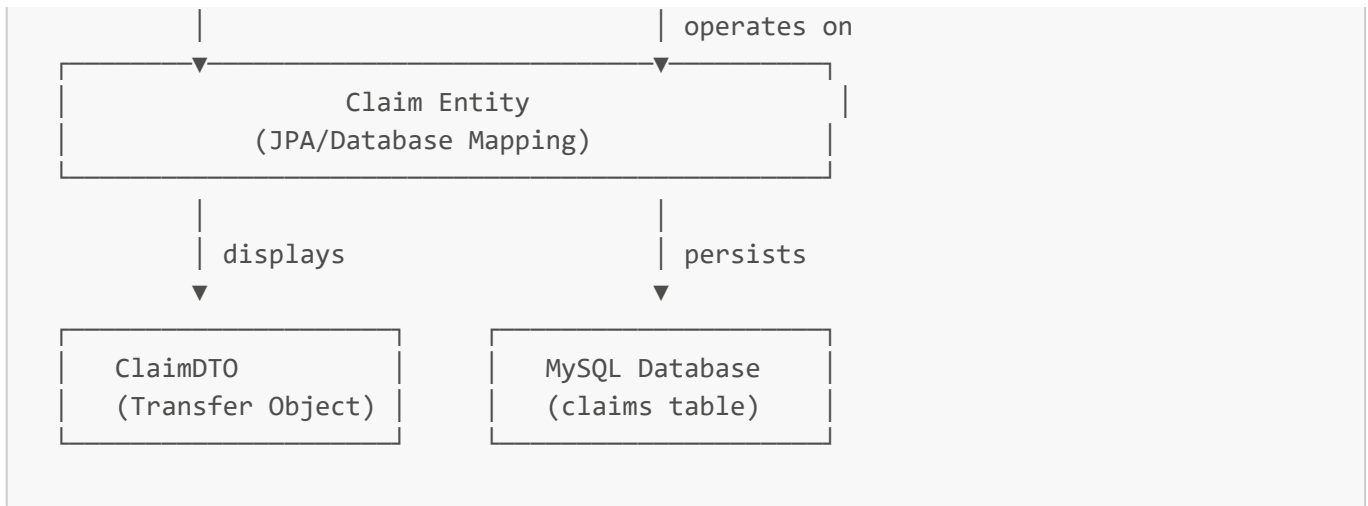 operates on
Claim Entity
(JPA/Database Mapping)
displays persists
ClaimDTO MySQL Database
(Transfer Object) (claims table)